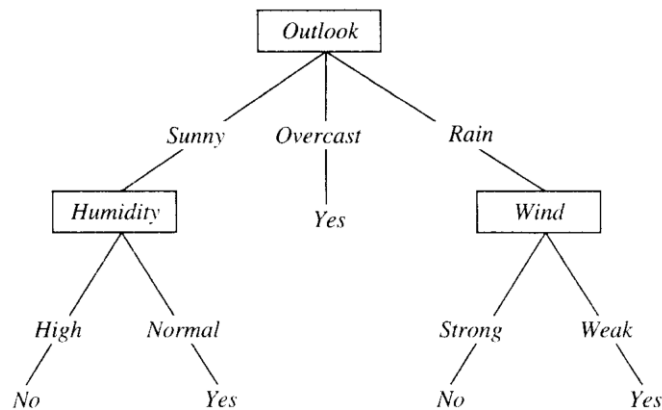 Outlook
Sunny Overcast Rain
Humidity Yes Wind
High Normal Strong Weak
No Yes No Yes